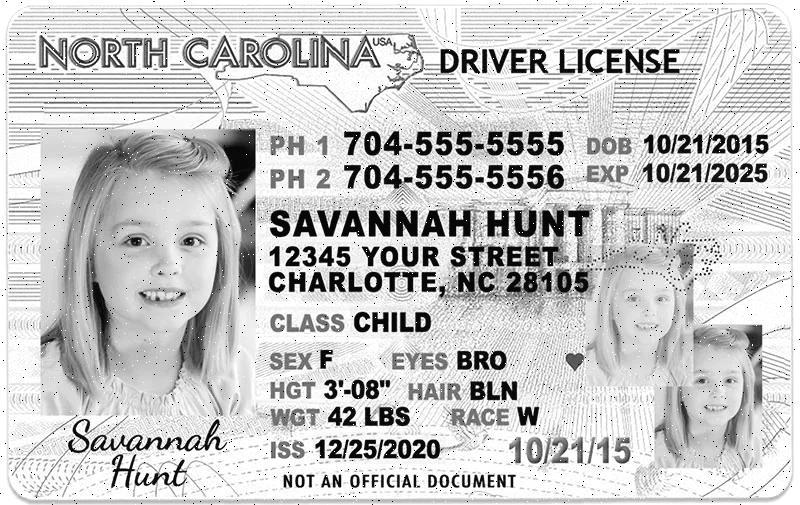 NORTH CAROLINA USA DRIVER LICENSE
PH 1 704-555-5555 DOB 10/21/2015
PH 2 704-555-5556 EXP 10/21/2025
SAVANNAH HUNT
12345 YOUR STREET
CHARLOTTE, NC 28105
CLASS CHILD
SEX F EYES BRO
HGT 3'-08" HAIR BLN
WGT 42 LBS RACE W
ISS 12/25/2020 10/21/15
Savannah
Hunt
NOT AN OFFICIAL DOCUMENT